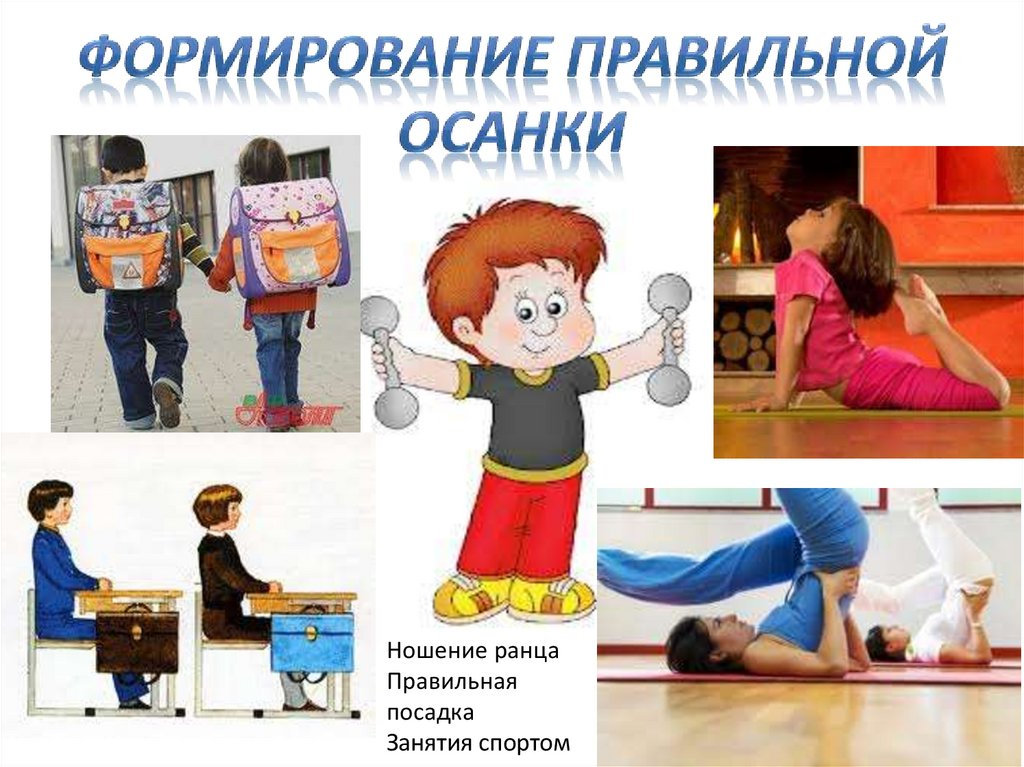 ФОРМИРОВАНИЕ ПРАВИЛЬНОЙ
ОСАНКИ
Ношение ранца
Правильная
посадка
Занятия спортом